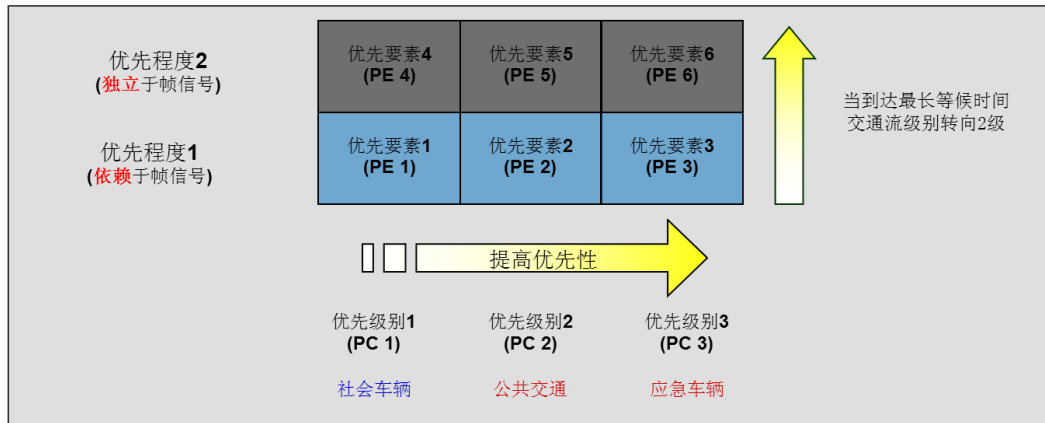 优先程度2
(独立于帧信号)
优先要素4
(PE 4)
优先要素5
(PE 5)
优先要素6
(PE 6)
当到达最长等候时间
交通流级别转向2级
优先程度1
(依赖于帧信号)
优先要素1
(PE 1)
优先要素2
(PE 2)
优先要素3
(PE 3)
提高优先性
优先级别1
(PC 1)
优先级别2
(PC 2)
优先级别3
(PC 3)
社会车辆
公共交通
应急车辆